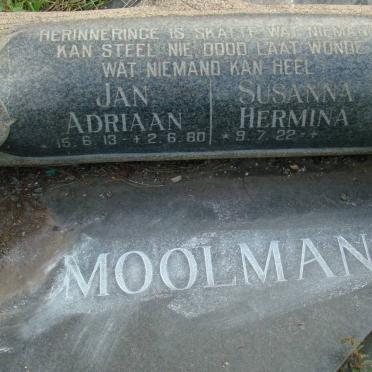 HERINNERINGE IS SKATTE WAT NIEMAND
KAN STEEL NIE, DOOD LAAT WONDE
WAT NIEMAND KAN HEEL
JAN
ADRIAAN
*15.6.13-+2.6.80
SUSANNA
HERMINA
*9.7.22-+
MOOLMAN